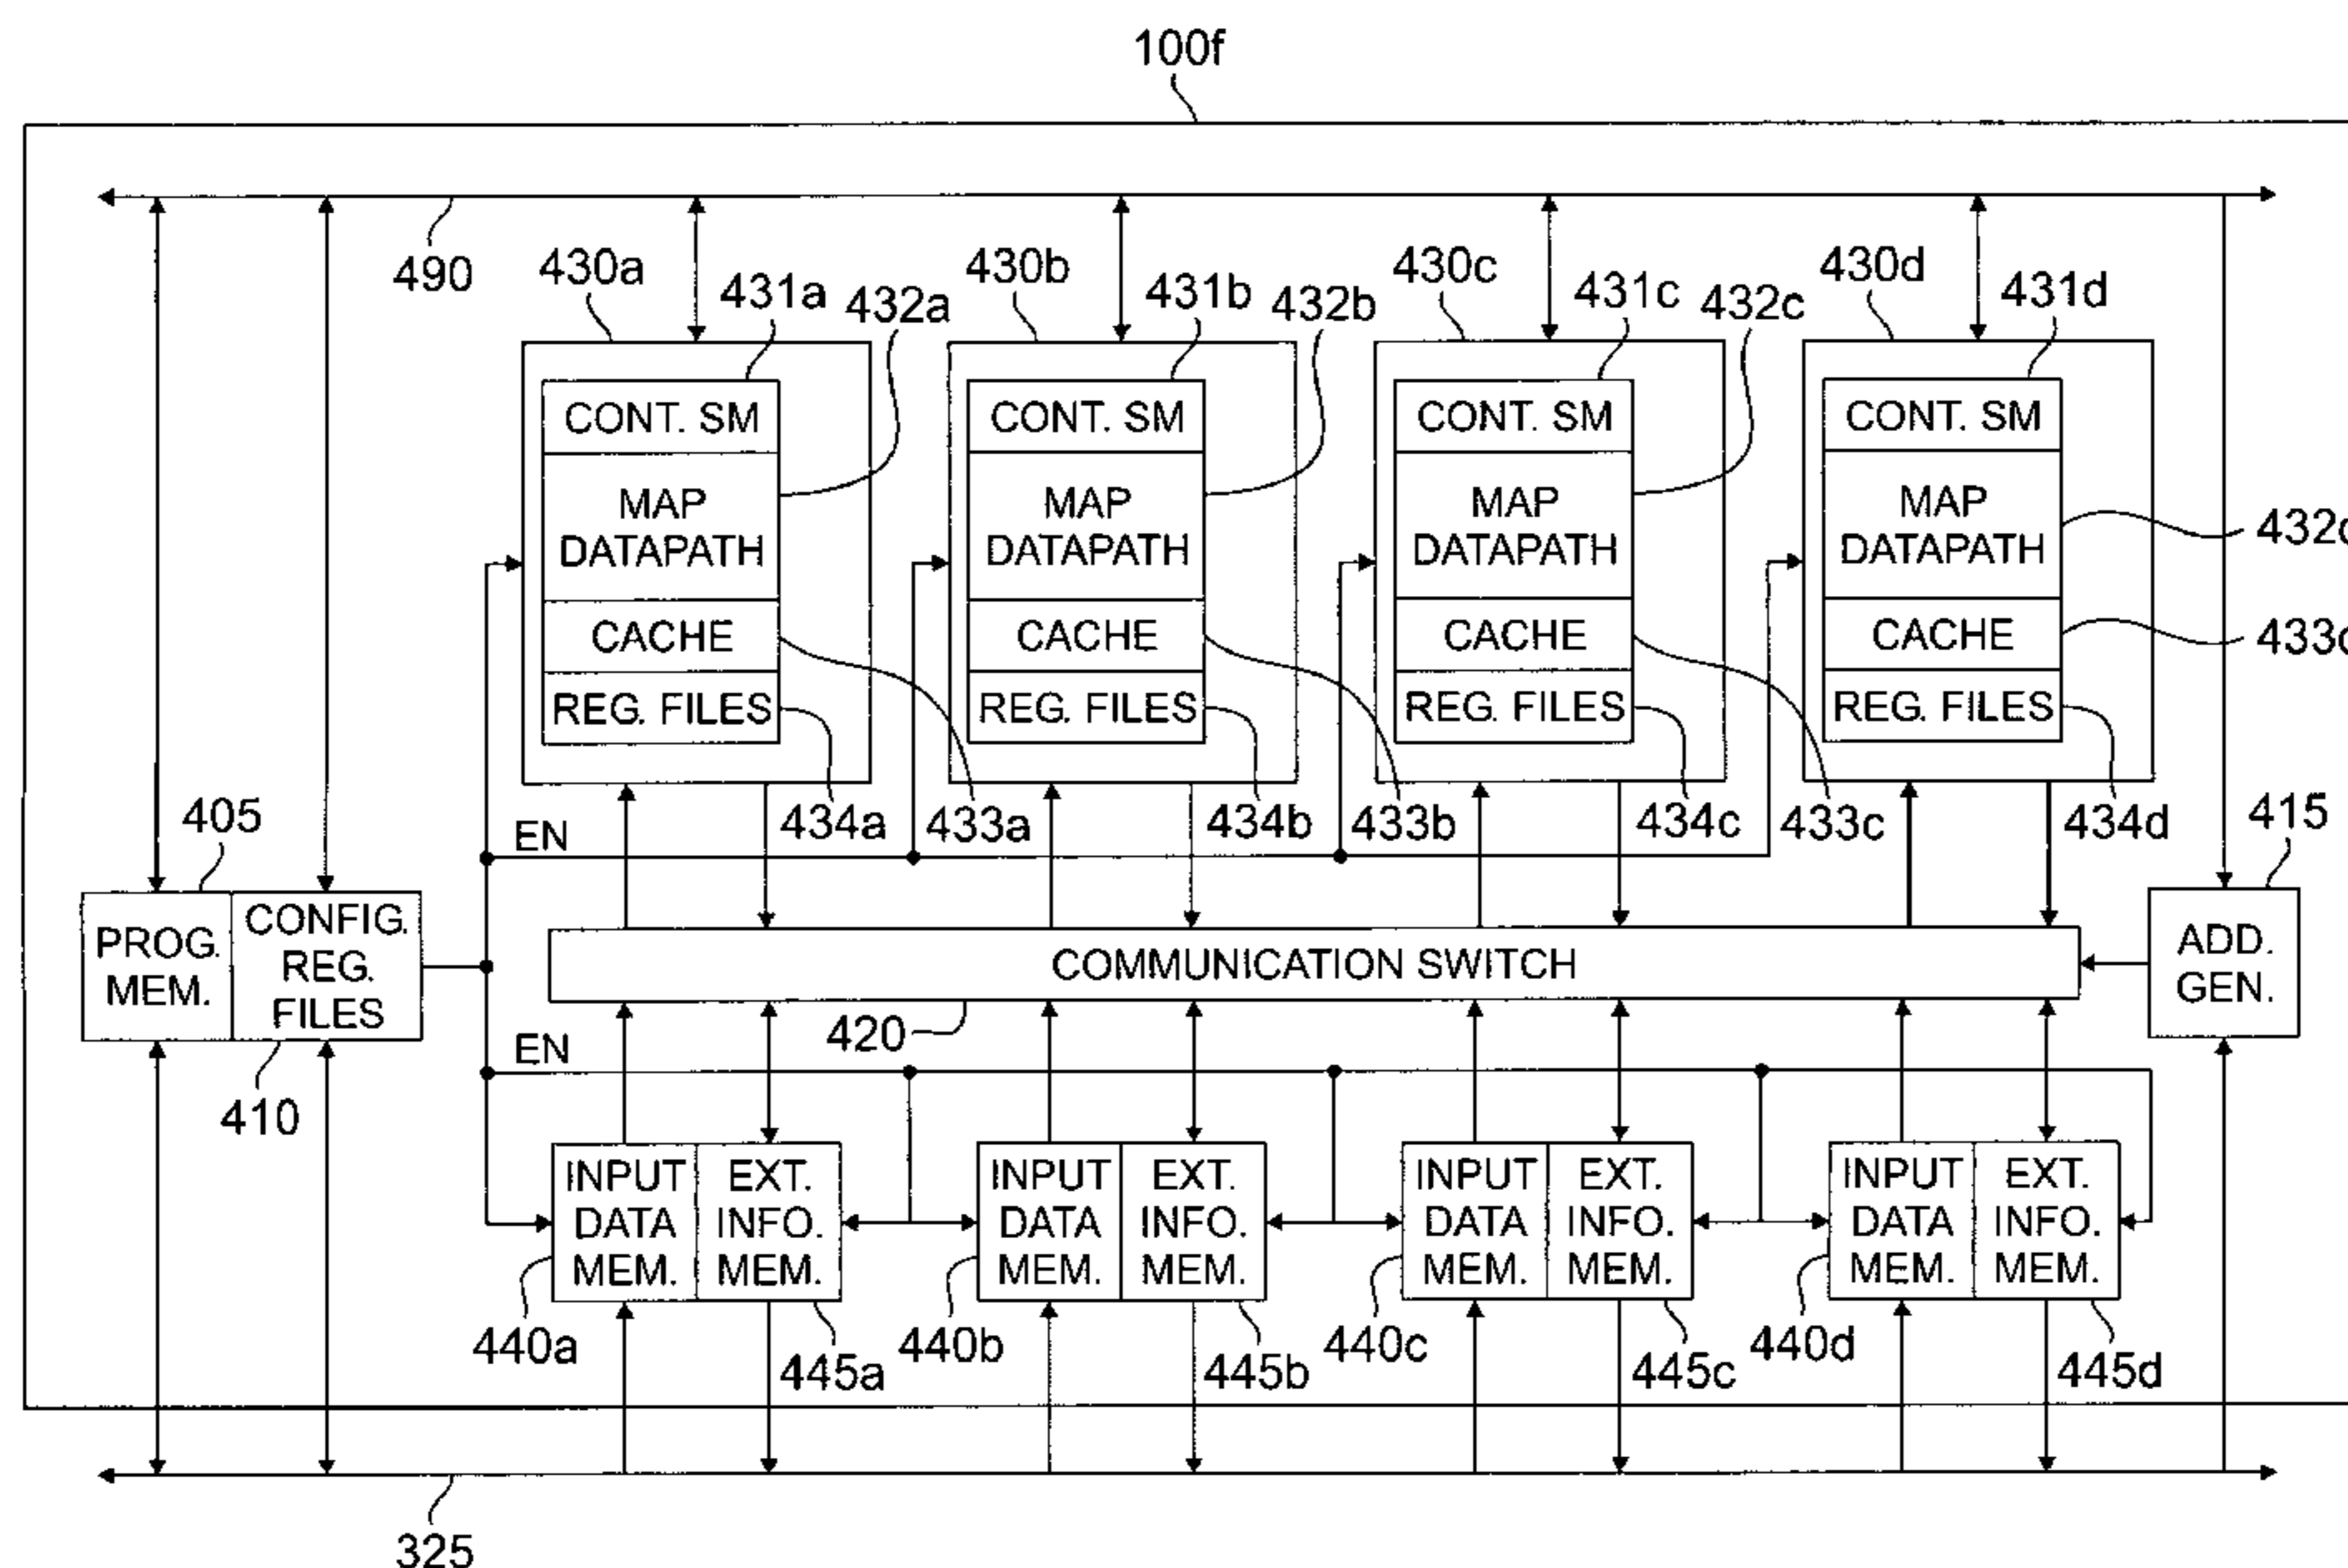 100f
490
430a
431a
432a
430b
431b
432b
430c
431c
432c
430d
431d
CONT. SM
MAP
DATAPATH
CACHE
REG. FILES
CONT. SM
MAP
DATAPATH
CACHE
REG. FILES
CONT. SM
MAP
DATAPATH
CACHE
REG. FILES
CONT. SM
MAP
DATAPATH
CACHE
REG. FILES
434a
433a
434b
433b
434c
433c
434d
405
415
EN
PROG.
MEM.
CONFIG.
REG.
FILES
COMMUNICATION SWITCH
ADD.
GEN.
420
EN
410
INPUT
DATA
MEM.
EXT.
INFO.
MEM.
INPUT
DATA
MEM.
EXT.
INFO.
MEM.
INPUT
DATA
MEM.
EXT.
INFO.
MEM.
INPUT
DATA
MEM.
EXT.
INFO.
MEM.
440a
445a
440b
445b
440c
445c
440d
445d
325